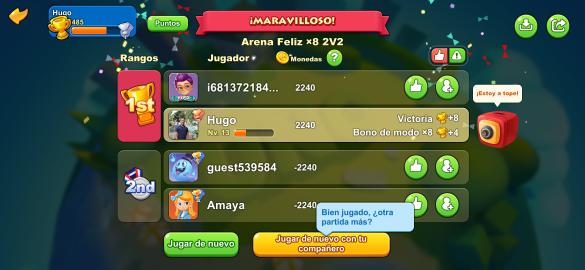 Hugo
485
Puntos
¡MARAVILLOSO!
Arena Feliz ×8 2V2
Rangos
Jugador
Monedas
?
1st
i681372184...
2240
¡Estoy a tope!
Hugo
Nv. 13
2240
Victoria +8
Bono de modo ×8 +4
2nd
guest539584
-2240
Amaya
-2240
Bien jugado, ¿otra
partida más?
Jugar de nuevo
Jugar de nuevo con tu
compañero